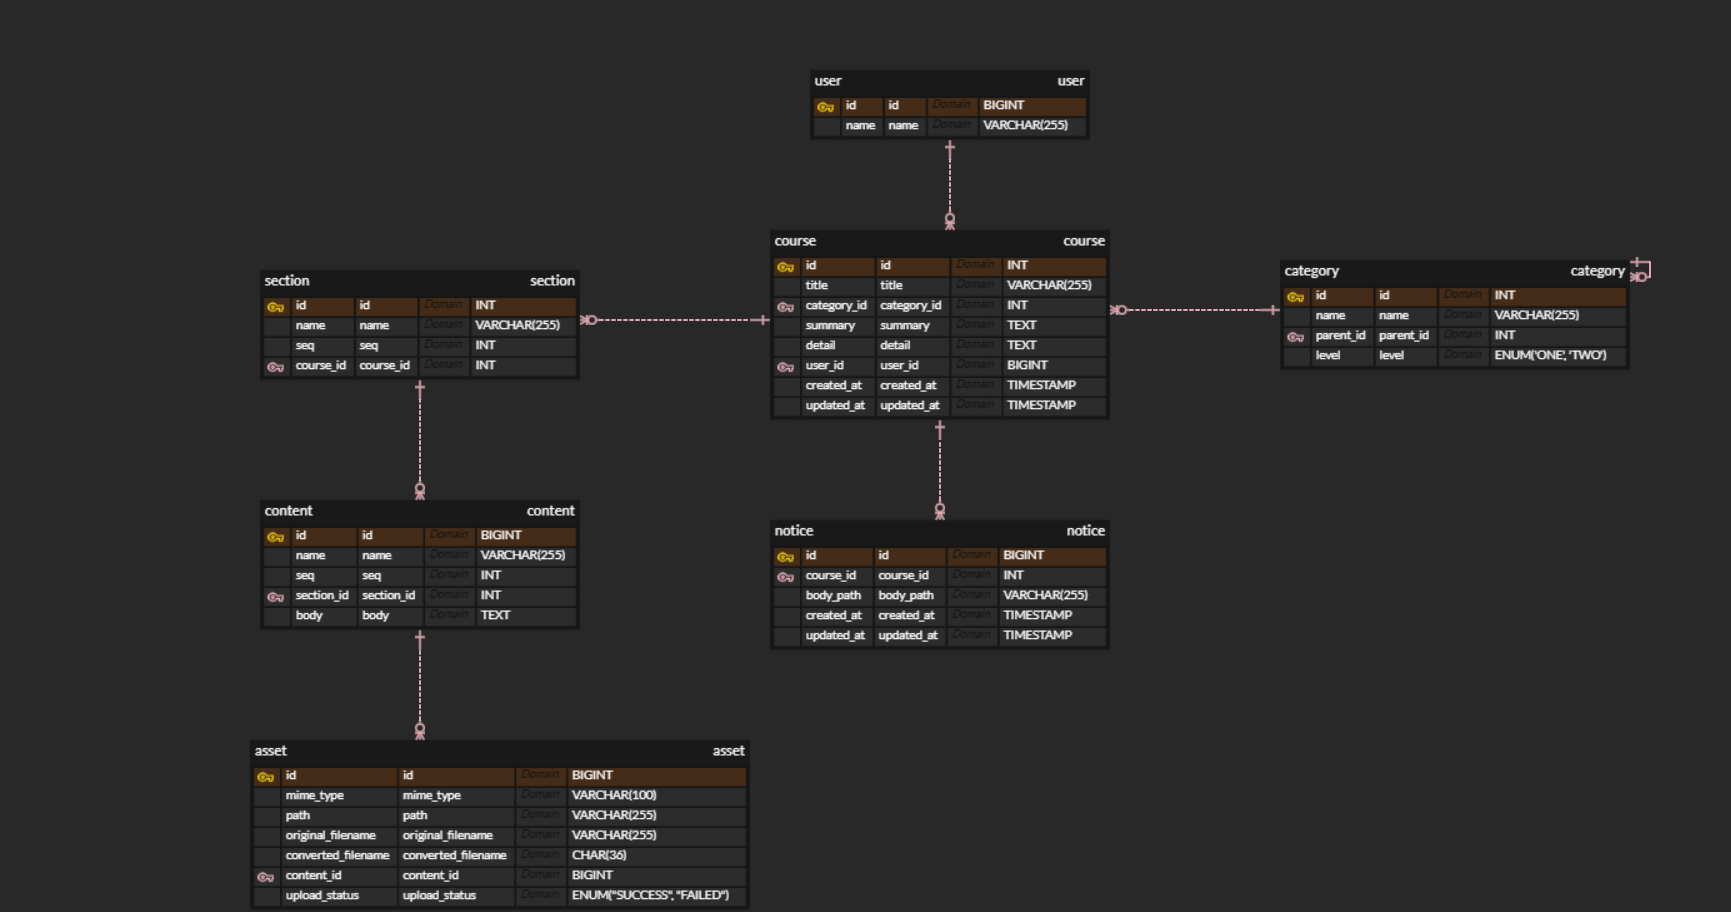 user user
id id Domain BIGINT
name name Domain VARCHAR(255)
course course
id id Domain INT
title title Domain VARCHAR(255)
category_id category_id Domain INT
summary summary Domain TEXT
detail detail Domain TEXT
user_id user_id Domain BIGINT
created_at created_at Domain TIMESTAMP
updated_at updated_at Domain TIMESTAMP
category category
id id Domain INT
name name Domain VARCHAR(255)
parent_id parent_id Domain INT
level level Domain ENUM('ONE', 'TWO')
section section
id id Domain INT
name name Domain VARCHAR(255)
seq seq Domain INT
course_id course_id Domain INT
content content
id id Domain BIGINT
name name Domain VARCHAR(255)
seq seq Domain INT
section_id section_id Domain INT
body body Domain TEXT
notice notice
id id Domain BIGINT
course_id course_id Domain INT
body_path body_path Domain VARCHAR(255)
created_at created_at Domain TIMESTAMP
updated_at updated_at Domain TIMESTAMP
asset asset
id id Domain BIGINT
mime_type mime_type Domain VARCHAR(100)
path path Domain VARCHAR(255)
original_filename original_filename Domain VARCHAR(255)
converted_filename converted_filename Domain CHAR(36)
content_id content_id Domain BIGINT
upload_status upload_status Domain ENUM("SUCCESS", "FAILED")